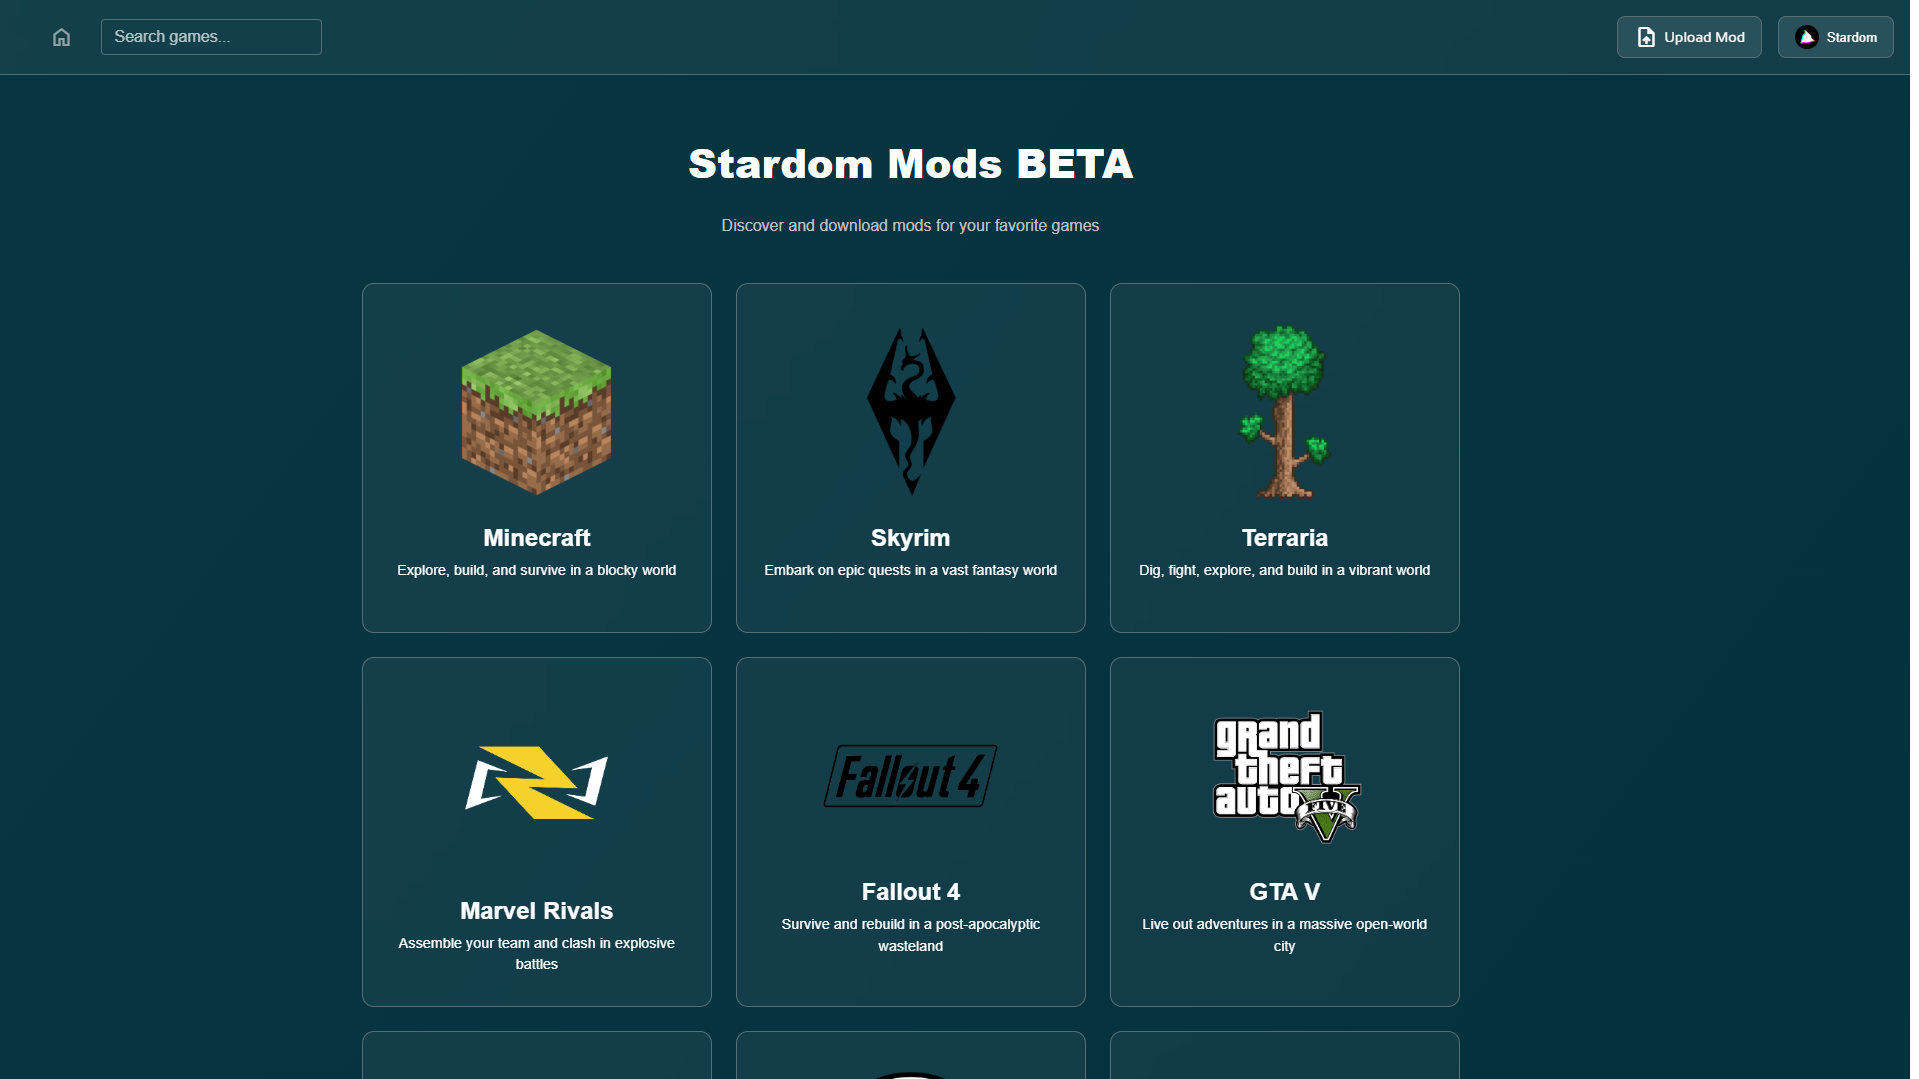 Search games...
Upload Mod
Stardom
Stardom Mods BETA
Discover and download mods for your favorite games
Minecraft
Explore, build, and survive in a blocky world
Skyrim
Embark on epic quests in a vast fantasy world
Terraria
Dig, fight, explore, and build in a vibrant world
Marvel Rivals
Assemble your team and clash in explosive
battles
Fallout 4
Fallout 4
Survive and rebuild in a post-apocalyptic
wasteland
grand
theft
auto
FIVE
GTA V
Live out adventures in a massive open-world
city